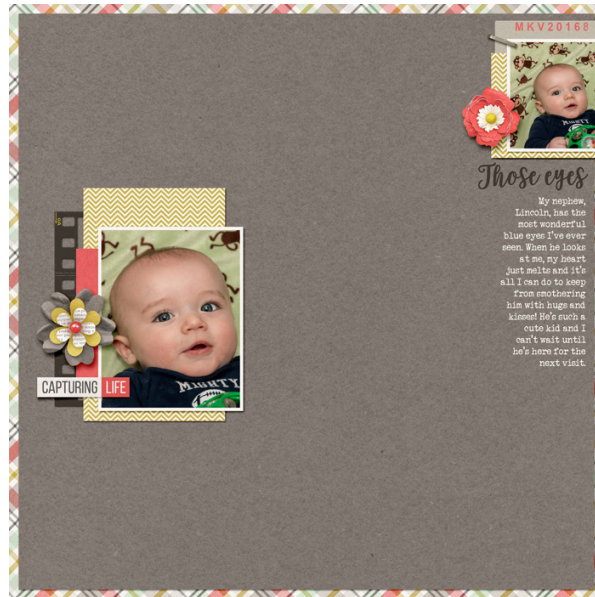 MKV20168
MIGHTY
Those eyes
My nephew,
Lincoln, has the
most wonderful
blue eyes I've ever
seen. When he looks
at me, my heart
just melts and it's
all I can do to keep
from smothering
him with hugs and
kisses! He's such a
cute kid and I
can't wait until
he's here for the
next visit.
CAPTURING LIFE
MIGHTY